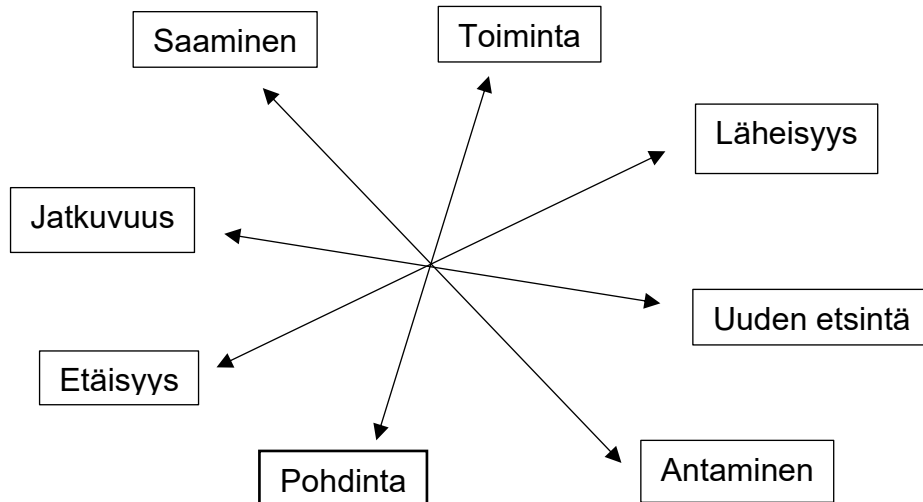 Saaminen
Toiminta
Läheisyys
Jatkuvuus
Uuden etsintä
Etäisyys
Antaminen
Pohdinta